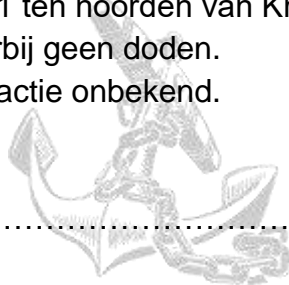 ten noorden van
rbij geen doden.
actie onbekend.
........................................